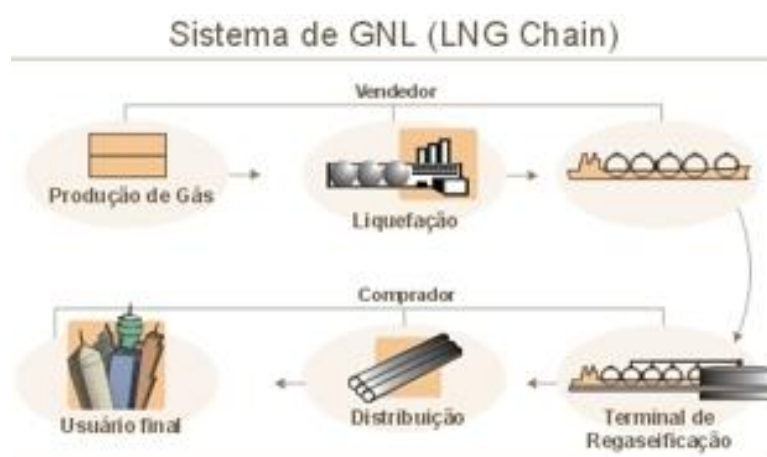 Sistema de GNL (LNG Chain)
Vendedor
Produção de Gás
Liquefação
Comprador
Usuário final
Distribuição
Terminal de
Regaseificação